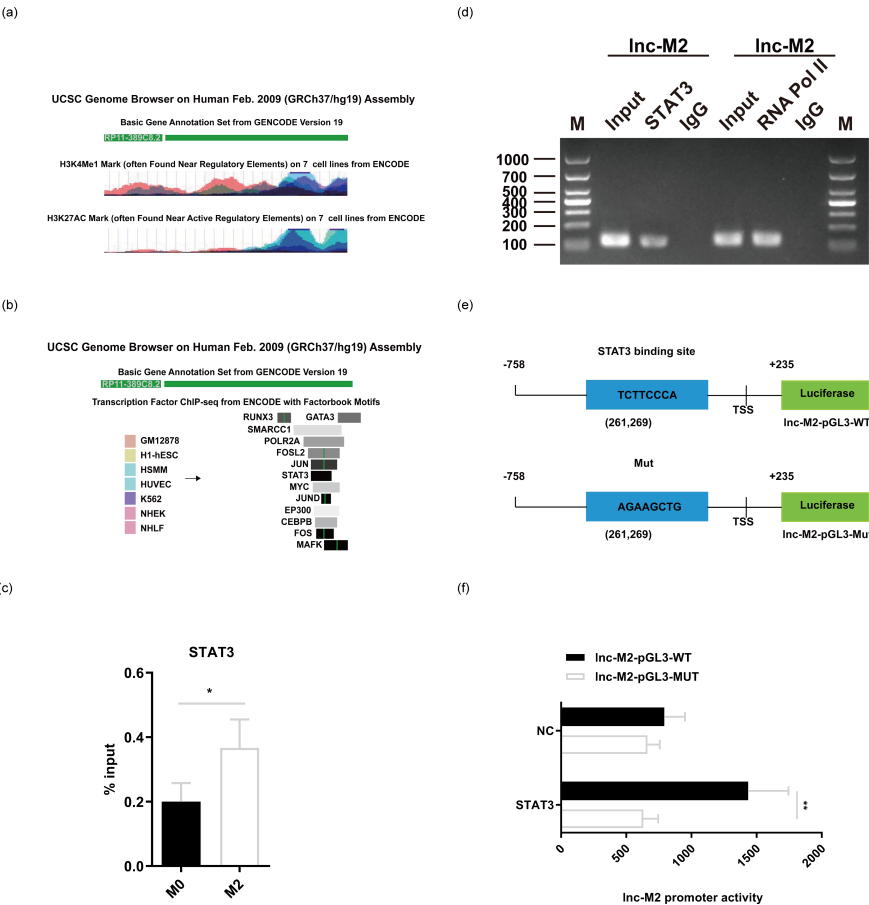 (a)
UCSC Genome Browser on Human Feb. 2009 (GRCh37/hg19) Assembly
Basic Gene Annotation Set from GENCODE Version 19
RP11-389C8.2
H3K4Me1 Mark (often Found Near Regulatory Elements) on 7 cell lines from ENCODE
H3K27AC Mark (often Found Near Active Regulatory Elements) on 7 cell lines from ENCODE
(b)
UCSC Genome Browser on Human Feb. 2009 (GRCh37/hg19) Assembly
Basic Gene Annotation Set from GENCODE Version 19
RP11-389C8.2
Transcription Factor ChIP-seq from ENCODE with Factorbook Motifs
RUNX3 GATA3
SMARCC1
POLR2A
FOSL2
JUN
STAT3
MYC
JUND
EP300
CEBPB
FOS
MAFK
GM12878
H1-hESC
HSMM
HUVEC
K562
NHEK
NHLF
(c)
STAT3
% input
0.6
0.4
0.2
0.0
*
M0 M2
(d)
lnc-M2 lnc-M2
M Input STAT3 IgG Input RNA Pol II IgG M
1000
700
500
400
300
200
100
(e)
STAT3 binding site
-758 +235
TCTTCCCA Luciferase
TSS
(261,269) lnc-M2-pGL3-WT
Mut
-758 +235
AGAAGCTG Luciferase
TSS
(261,269) lnc-M2-pGL3-Mut
(f)
lnc-M2-pGL3-WT
lnc-M2-pGL3-MUT
NC
STAT3
**
0 500 1000 1500 2000
lnc-M2 promoter activity